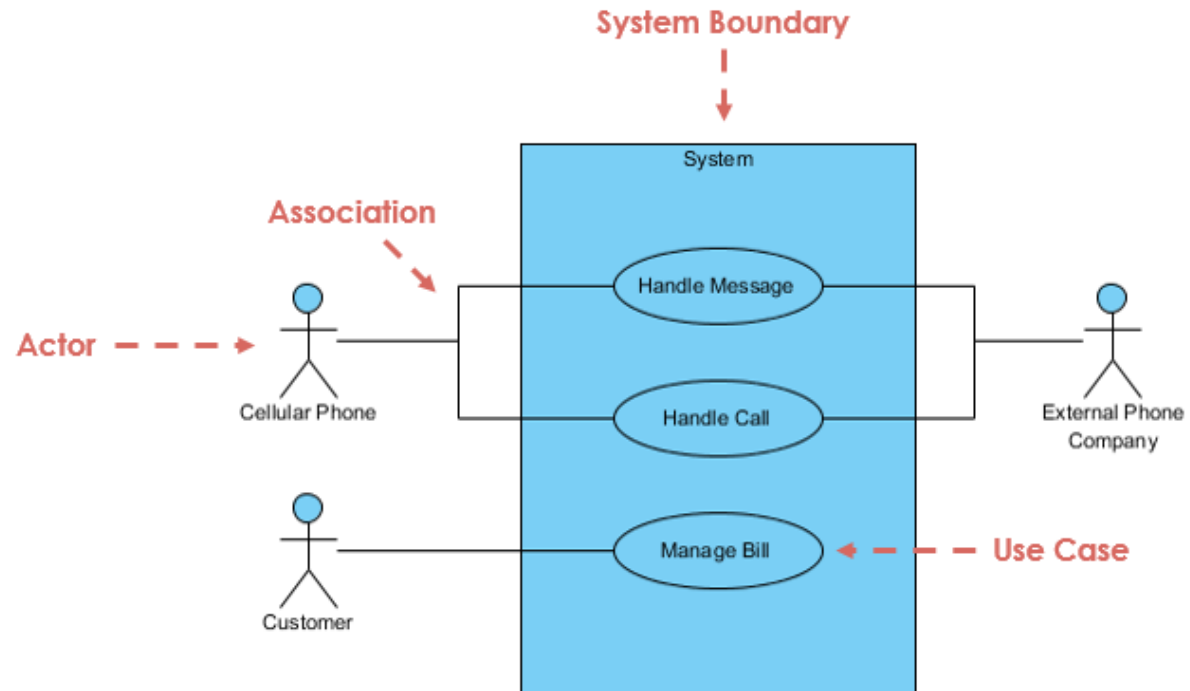 System Boundary
System
Association
Handle Message
Actor
Cellular Phone
Handle Call
External Phone
Company
Manage Bill
Use Case
Customer